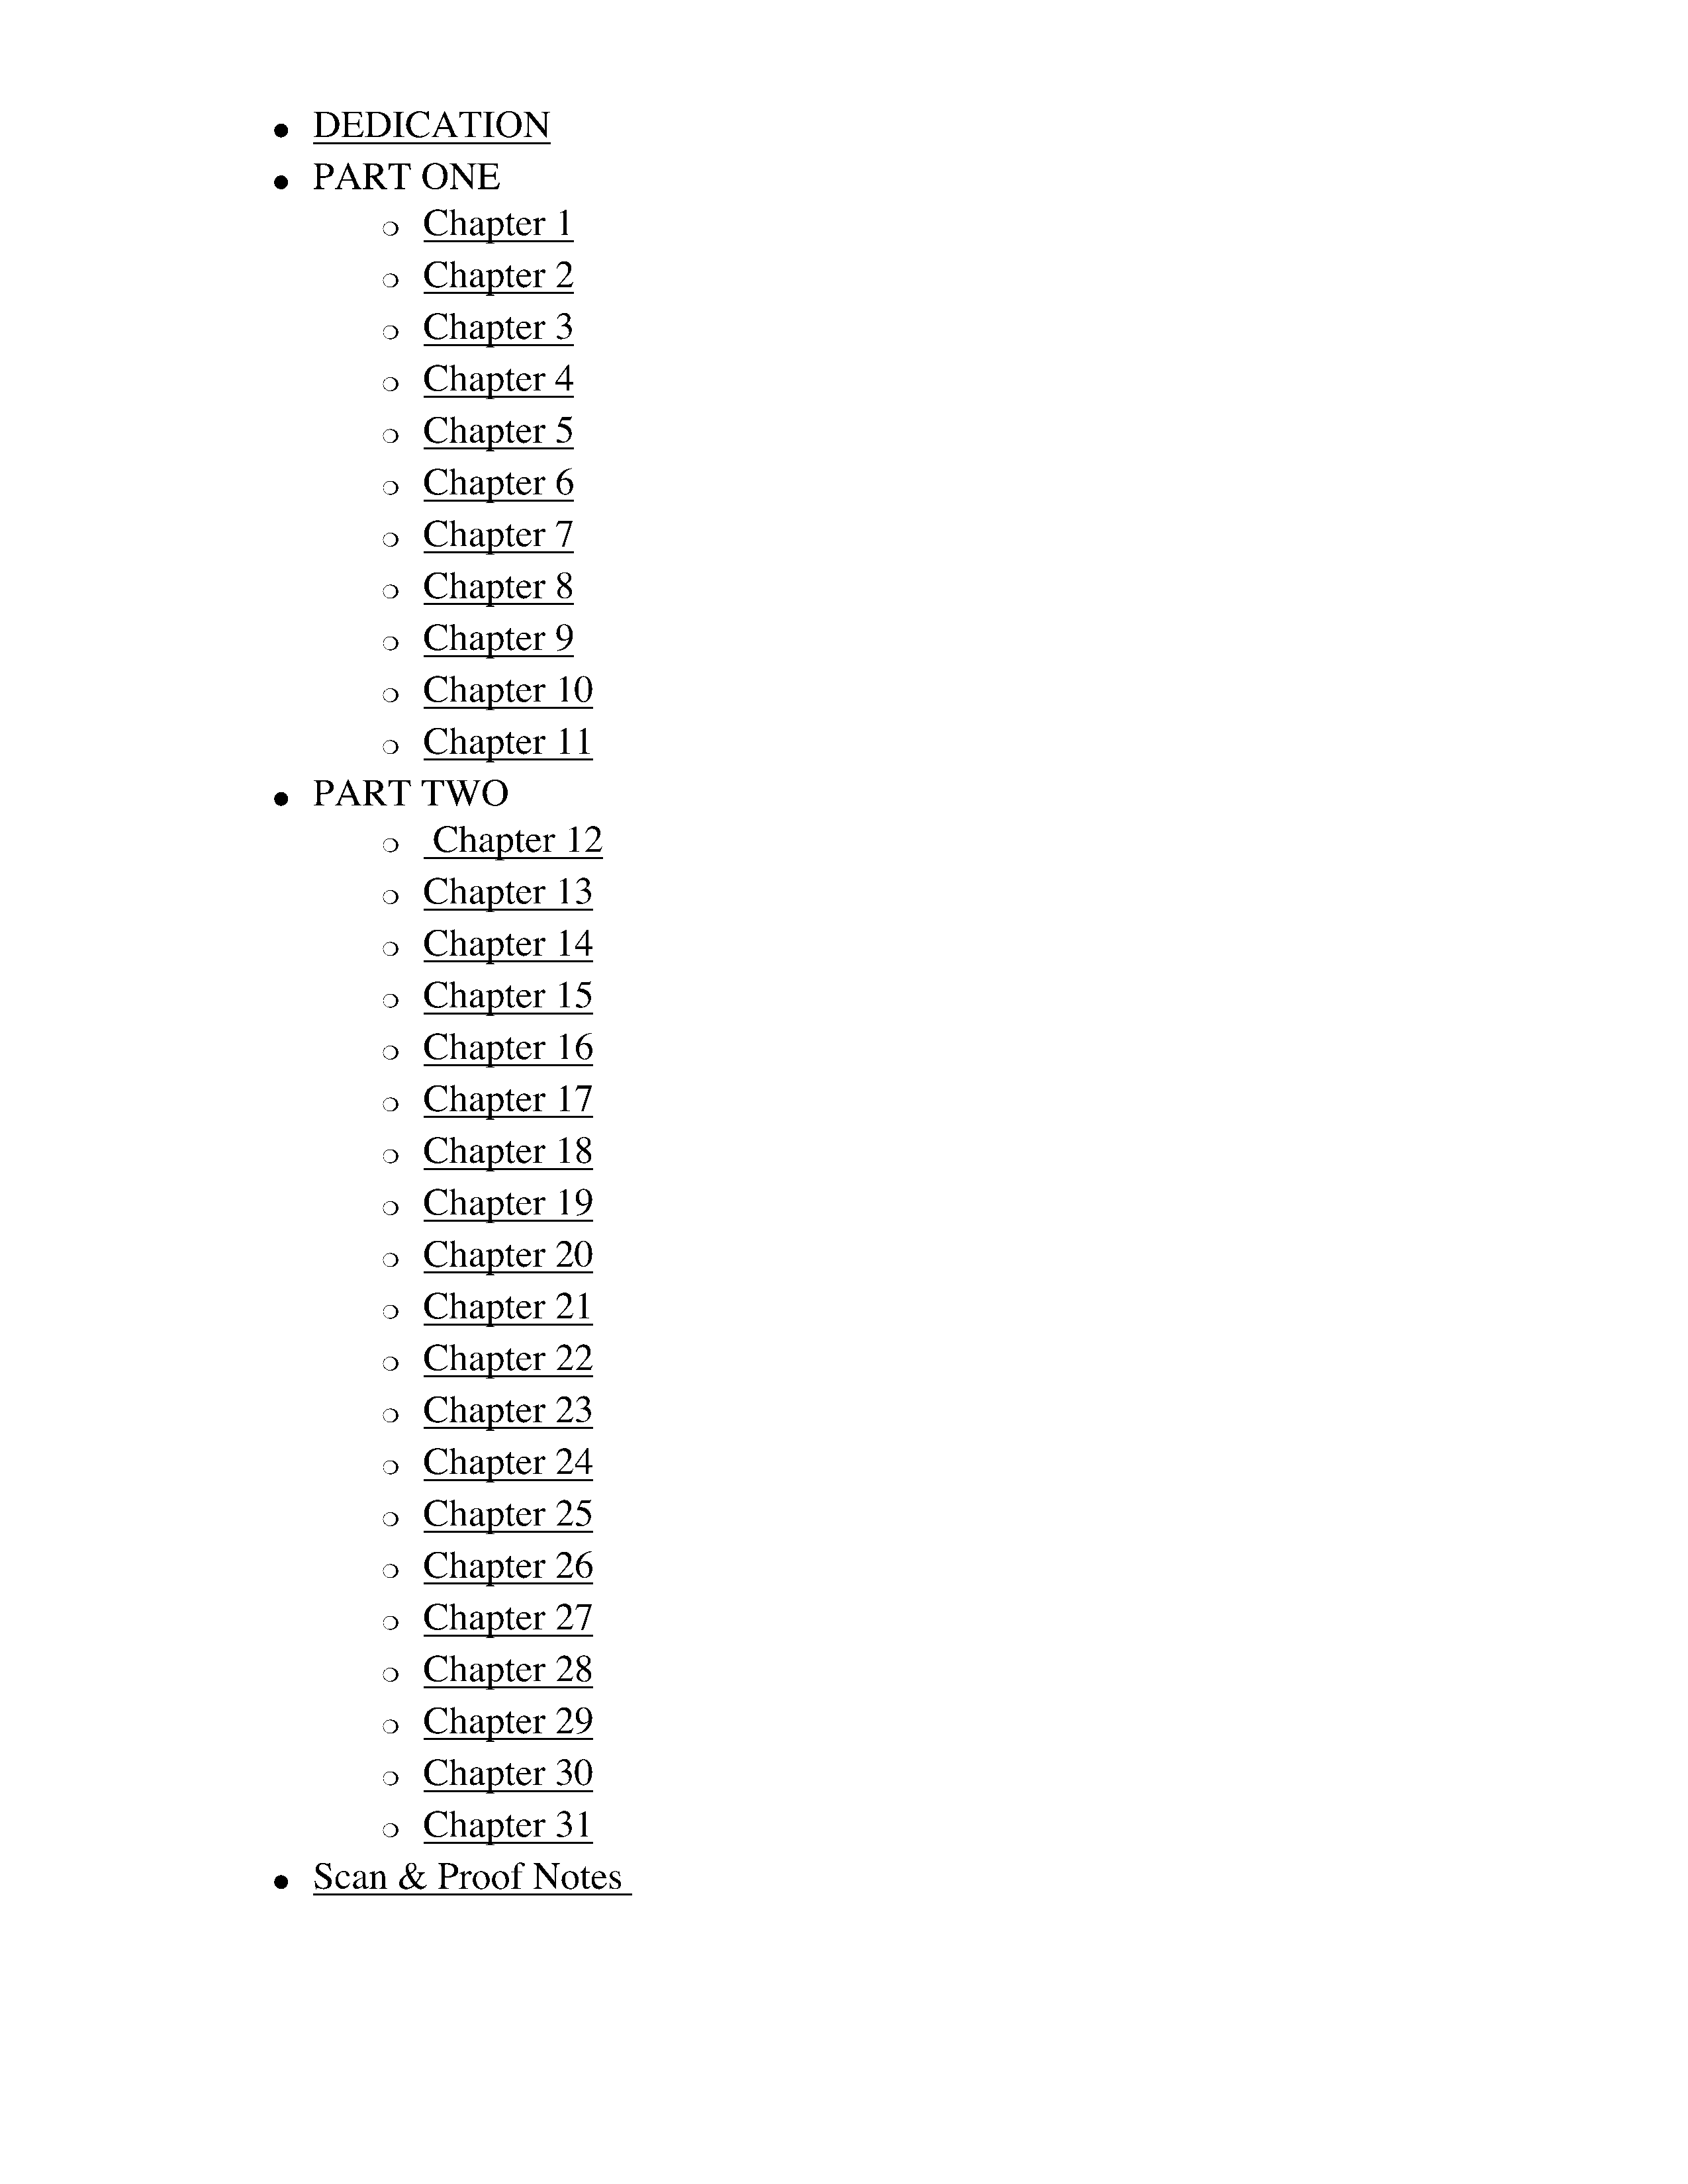 • DEDICATION
• PART ONE
❍ Chapter 1
❍ Chapter 2
❍ Chapter 3
❍ Chapter 4
❍ Chapter 5
❍ Chapter 6
❍ Chapter 7
❍ Chapter 8
❍ Chapter 9
❍ Chapter 10
❍ Chapter 11
• PART TWO
❍ Chapter 12
❍ Chapter 13
❍ Chapter 14
❍ Chapter 15
❍ Chapter 16
❍ Chapter 17
❍ Chapter 18
❍ Chapter 19
❍ Chapter 20
❍ Chapter 21
❍ Chapter 22
❍ Chapter 23
❍ Chapter 24
❍ Chapter 25
❍ Chapter 26
❍ Chapter 27
❍ Chapter 28
❍ Chapter 29
❍ Chapter 30
❍ Chapter 31
• Scan & Proof Notes